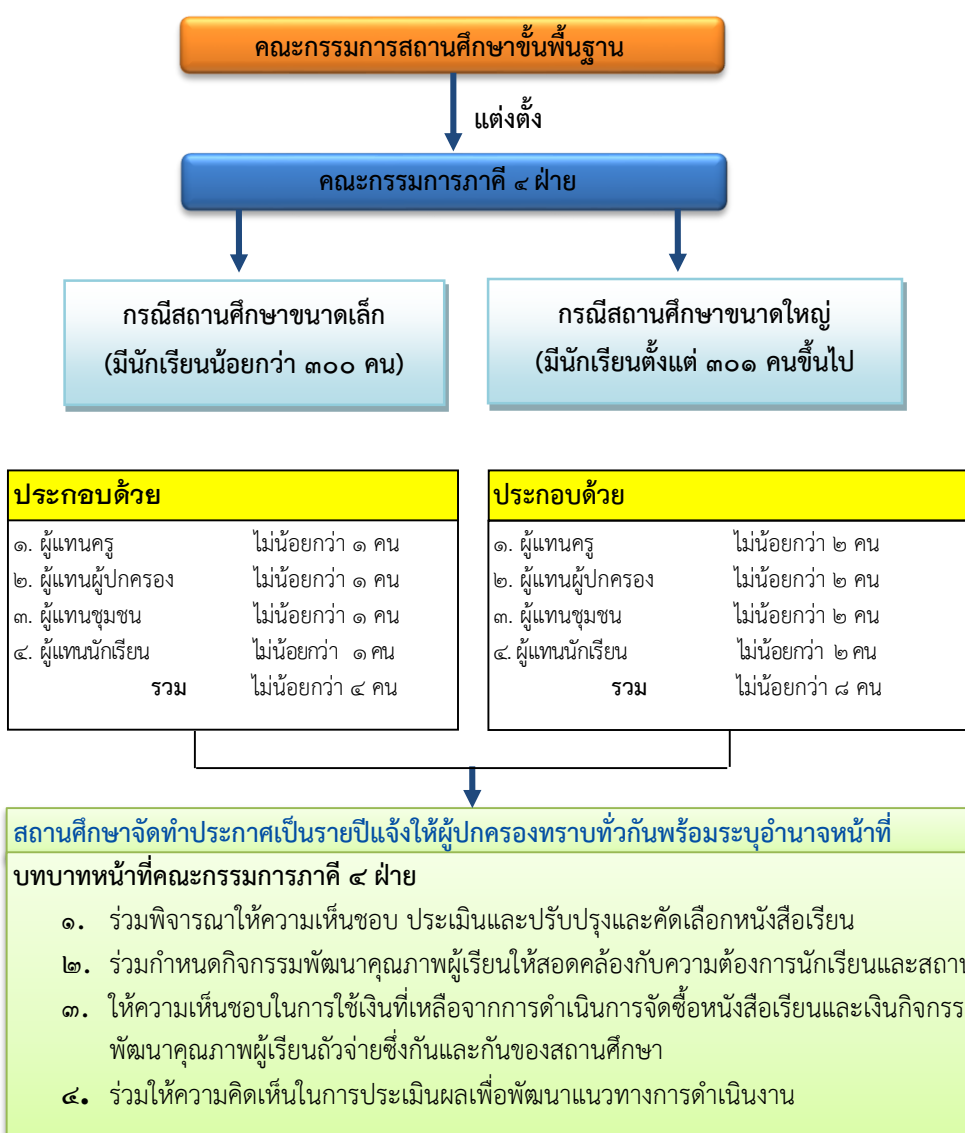 คณะกรรมการสถานศึกษาขั้นพื้นฐาน
แต่งตั้ง
คณะกรรมการภาคี ๔ ฝ่าย
กรณีสถานศึกษาขนาดเล็ก
(มีนักเรียนน้อยกว่า ๓๐๐ คน)
กรณีสถานศึกษาขนาดใหญ่
(มีนักเรียนตั้งแต่ ๓๐๑ คนขึ้นไป
ประกอบด้วย
๑. ผู้แทนครู ไม่น้อยกว่า ๑ คน
๒. ผู้แทนผู้ปกครอง ไม่น้อยกว่า ๑ คน
๓. ผู้แทนชุมชน ไม่น้อยกว่า ๑ คน
๔. ผู้แทนนักเรียน ไม่น้อยกว่า ๑ คน
รวม ไม่น้อยกว่า ๔ คน
ประกอบด้วย
๑. ผู้แทนครู ไม่น้อยกว่า ๒ คน
๒. ผู้แทนผู้ปกครอง ไม่น้อยกว่า ๒ คน
๓. ผู้แทนชุมชน ไม่น้อยกว่า ๒ คน
๔. ผู้แทนนักเรียน ไม่น้อยกว่า ๒ คน
รวม ไม่น้อยกว่า ๘ คน
สถานศึกษาจัดทำประกาศเป็นรายปีแจ้งให้ผู้ปกครองทราบทั่วกันพร้อมระบุอำนาจหน้าที่
บทบาทหน้าที่คณะกรรมการภาคี ๔ ฝ่าย
๑. ร่วมพิจารณาให้ความเห็นชอบ ประเมินและปรับปรุงและคัดเลือกหนังสือเรียน
๒. ร่วมกำหนดกิจกรรมพัฒนาคุณภาพผู้เรียนให้สอดคล้องกับความต้องการนักเรียนและสถาน
๓. ให้ความเห็นชอบในการใช้เงินที่เหลือจากการดำเนินการจัดซื้อหนังสือเรียนและเงินกิจกรร
พัฒนาคุณภาพผู้เรียนถัวจ่ายซึ่งกันและกันของสถานศึกษา
๔. ร่วมให้ความคิดเห็นในการประเมินผลเพื่อพัฒนาแนวทางการดำเนินงาน